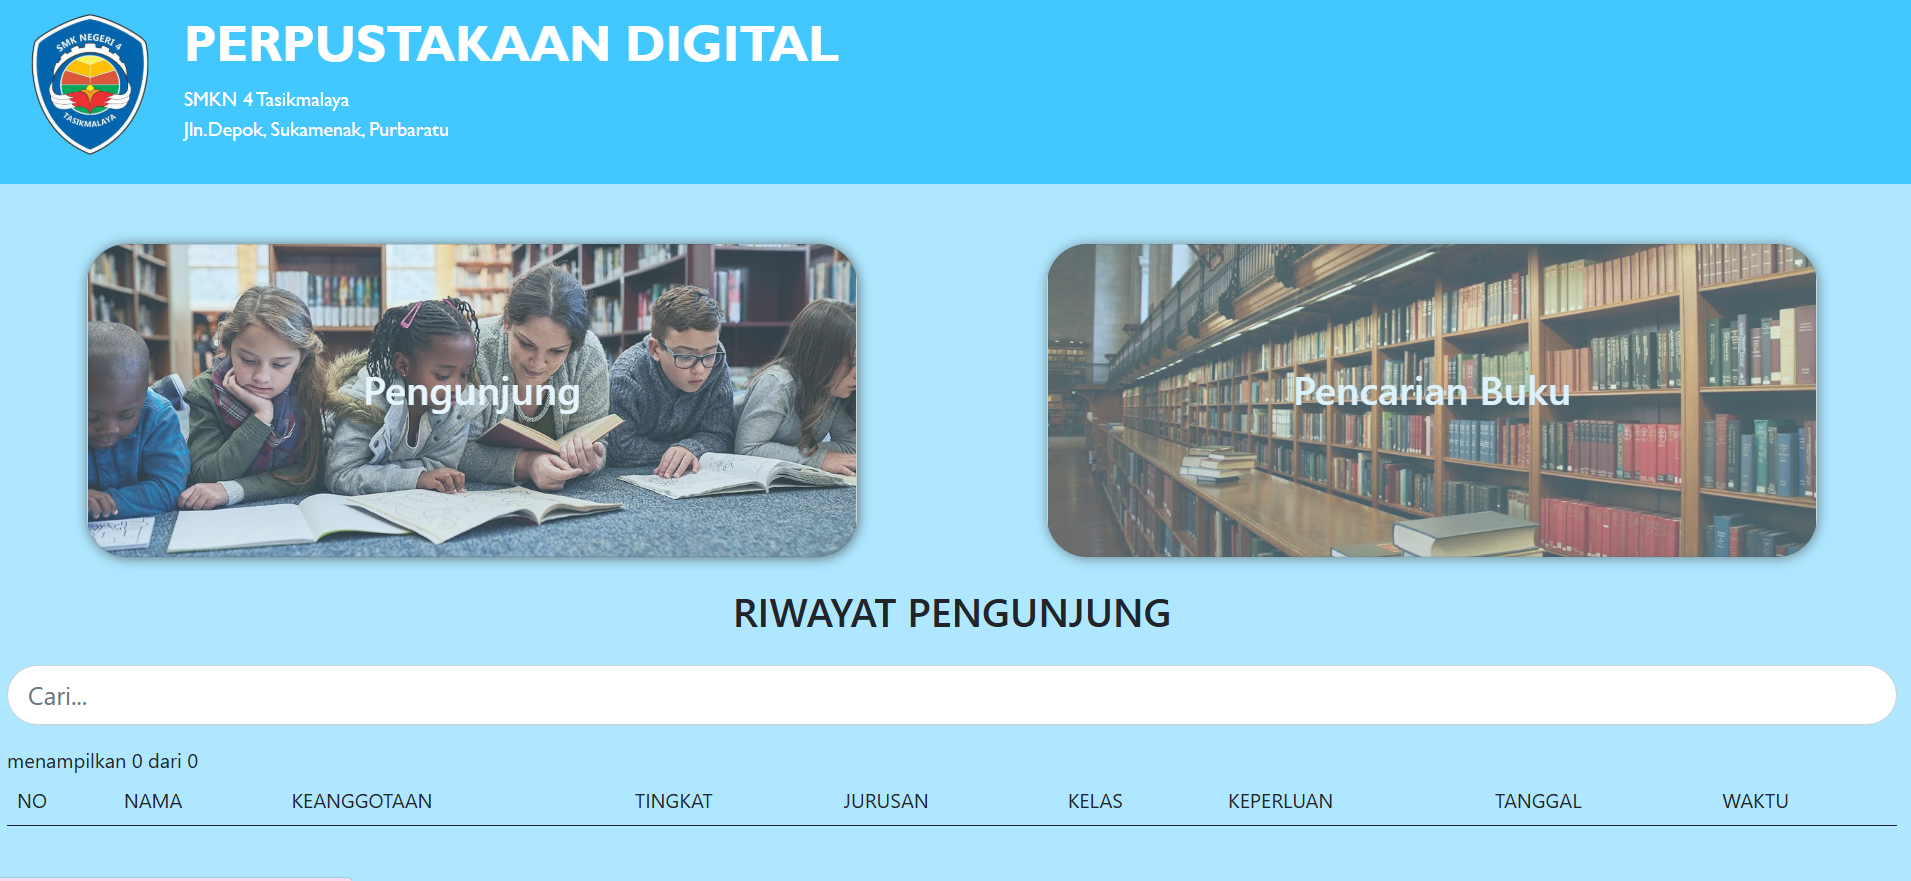 SMK NEGERI 4
TASIKMALAYA
PERPUSTAKAAN DIGITAL
SMKN 4 Tasikmalaya
Jln.Depok, Sukamenak, Purbaratu
Pengunjung
Pencarian Buku
RIWAYAT PENGUNJUNG
Cari...
menampilkan 0 dari 0
NO NAMA KEANGGOTAAN TINGKAT JURUSAN KELAS KEPERLUAN TANGGAL WAKTU